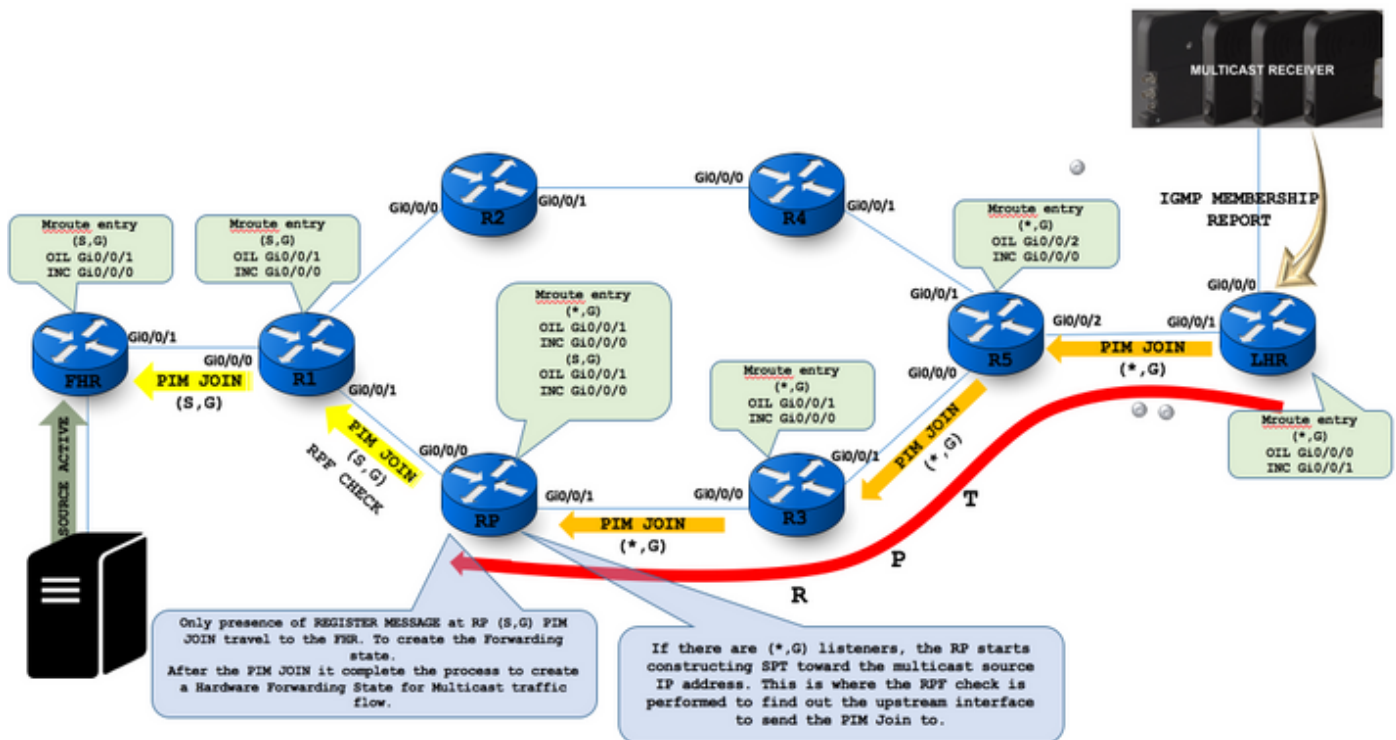 MULTICAST RECEIVER
IGMP MEMBERSHIP
REPORT
Gi0/0/0
R2
Gi0/0/1
Gi0/0/0
R4
Gi0/0/1
Mroute entry
(S,G)
OIL Gi0/0/1
INC Gi0/0/0
Mroute entry
(S,G)
OIL Gi0/0/1
INC Gi0/0/0
Mroute entry
(*,G)
OIL Gi0/0/2
INC Gi0/0/0
Mroute entry
(*,G)
OIL Gi0/0/1
INC Gi0/0/0
(S,G)
OIL Gi0/0/1
INC Gi0/0/0
Gi0/0/1
Gi0/0/0
FHR
Gi0/0/1
Gi0/0/0
R1
Gi0/0/1
R5
Gi0/0/2
Gi0/0/1
LHR
Gi0/0/0
PIM JOIN
(S,G)
PIM JOIN
(*,G)
Mroute entry
(*,G)
OIL Gi0/0/1
INC Gi0/0/0
PIM JOIN
(S,G)
RPF CHECK
PIM JOIN
(*,G)
Mroute entry
(*,G)
OIL Gi0/0/0
INC Gi0/0/1
Gi0/0/0
RP
Gi0/0/1
Gi0/0/0
R3
Gi0/0/1
PIM JOIN
(*,G)
SOURCE ACTIVE
T
P
R
Only presence of REGISTER MESSAGE at RP (S,G) PIM
JOIN travel to the FHR. To create the Forwarding
state.
After the PIM JOIN it complete the process to create
a Hardware Forwarding State for Multicast traffic
flow.
If there are (*,G) listeners, the RP starts
constructing SPT toward the multicast source
IP address. This is where the RPF check is
performed to find out the upstream interface
to send the PIM Join to.